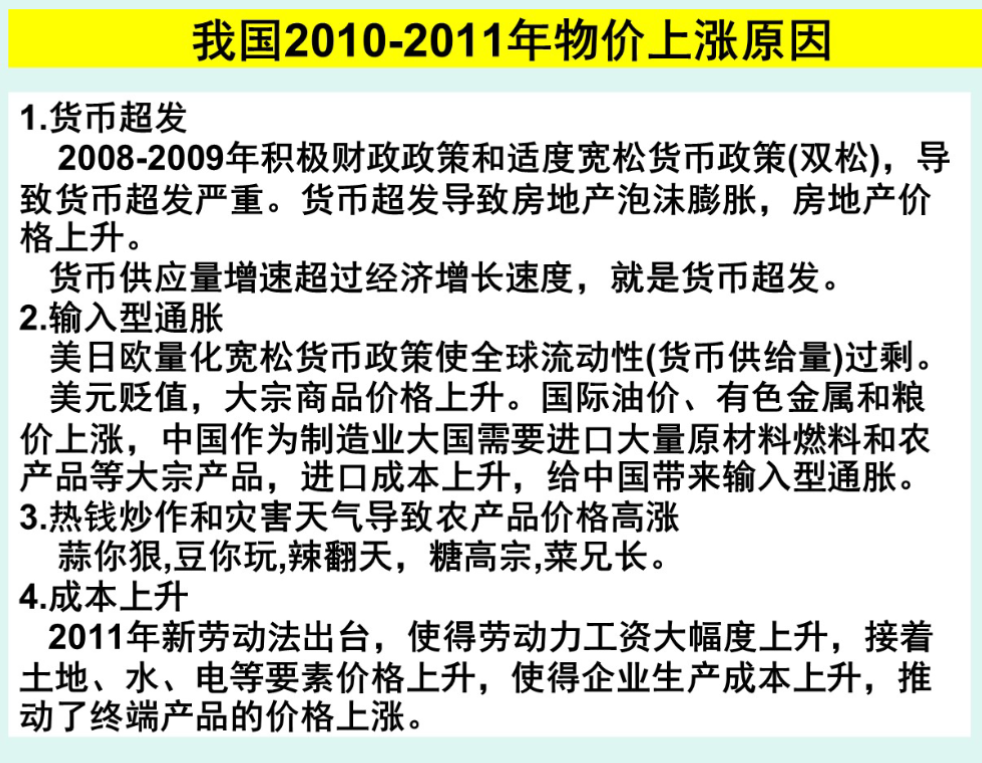 我国2010-2011年物价上涨原因
1.货币超发
2008-2009年积极财政政策和适度宽松货币政策(双松)，导
致货币超发严重。货币超发导致房地产泡沫膨胀，房地产价
格上升。
货币供应量增速超过经济增长速度，就是货币超发。
2.输入型通胀
美日欧量化宽松货币政策使全球流动性(货币供给量)过剩。
美元贬值，大宗商品价格上升。国际油价、有色金属和粮
价上涨，中国作为制造业大国需要进口大量原材料燃料和农
产品等大宗产品，进口成本上升，给中国带来输入型通胀。
3.热钱炒作和灾害天气导致农产品价格高涨
蒜你狠,豆你玩,辣翻天，糖高宗,菜兄长。
4.成本上升
2011年新劳动法出台，使得劳动力工资大幅度上升，接着
土地、水、电等要素价格上升，使得企业生产成本上升，推
动了终端产品的价格上涨。